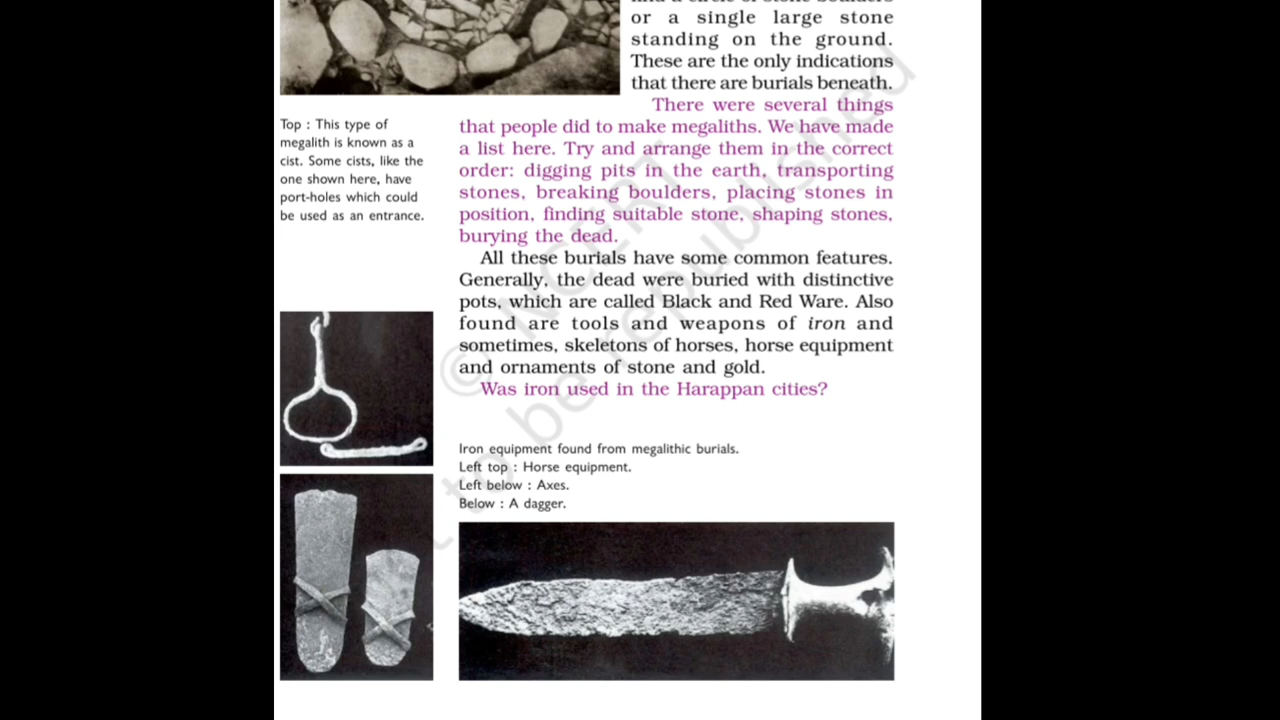 or a single large stone
standing on the ground.
These are the only indications
that there are burials beneath.
There were several things
that people did to make megaliths. We have made
a list here. Try and arrange them in the correct
order: digging pits in the earth, transporting
stones, breaking boulders, placing stones in
position, finding suitable stone, shaping stones,
burying the dead.
All these burials have some common features.
Generally, the dead were buried with distinctive
pots, which are called Black and Red Ware. Also
found are tools and weapons of iron and
sometimes, skeletons of horses, horse equipment
and ornaments of stone and gold.
Was iron used in the Harappan cities?
Top : This type of
megalith is known as a
cist. Some cists, like the
one shown here, have
port-holes which could
be used as an entrance.
Iron equipment found from megalithic burials.
Left top : Horse equipment.
Left below : Axes.
Below : A dagger.
© NCERT
to be republished